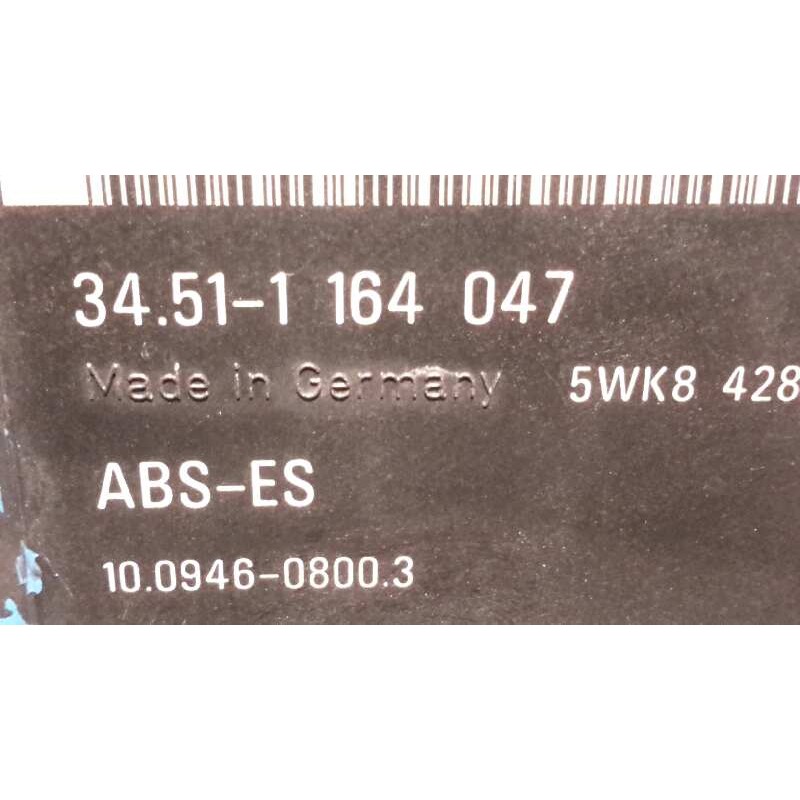 34.51-1 164 047
Made in Germany 5WK8 428
ABS-ES
10.0946-0800.3